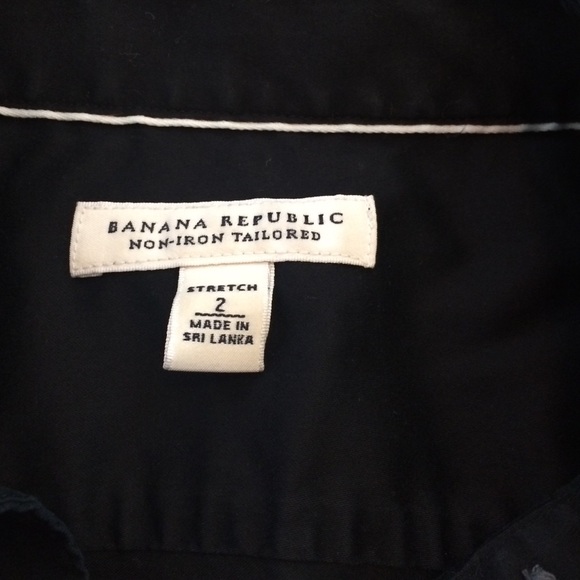 BANANA REPUBLIC
NON-IRON TAILORED
STRETCH
2
MADE IN
SRI LANKA